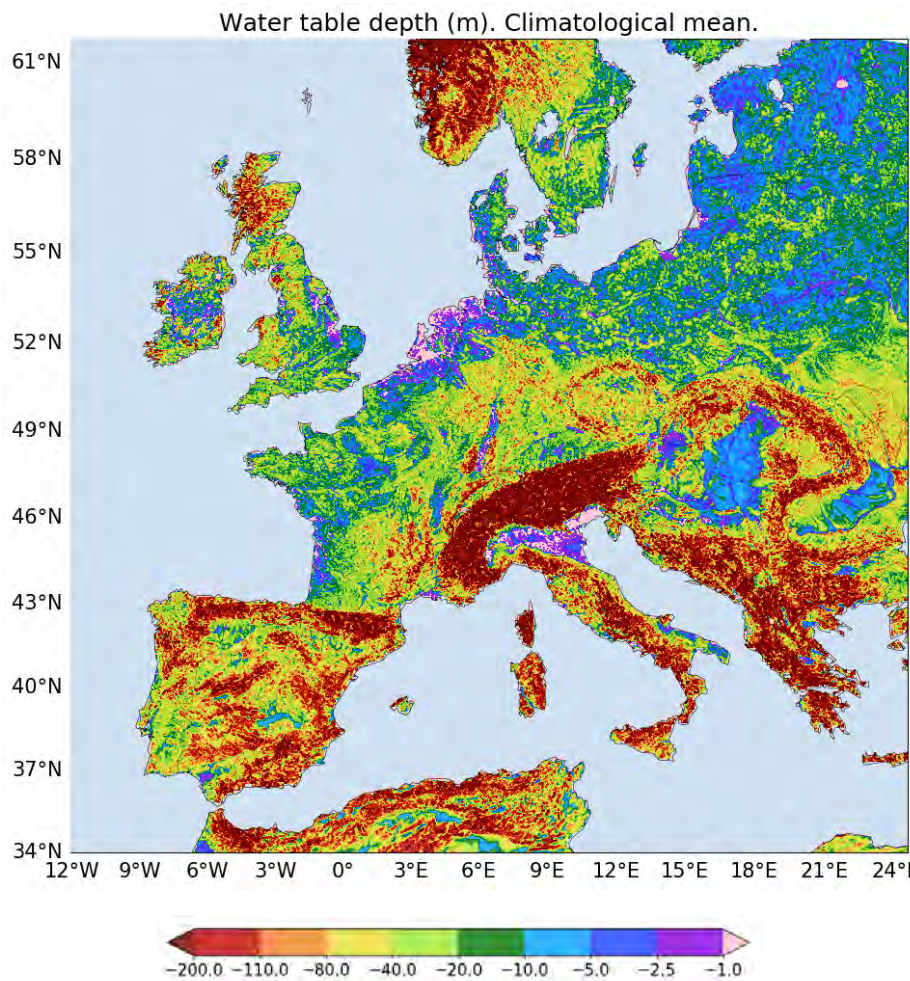 Water table depth (m). Climatological mean.
61°N
58°N
55°N
52°N
49°N
46°N
43°N
40°N
37°N
34°N
12°W 9°W 6°W 3°W 0° 3°E 6°E 9°E 12°E 15°E 18°E 21°E 24°E
−200.0 −110.0 −80.0 −40.0 −20.0 −10.0 −5.0 −2.5 −1.0